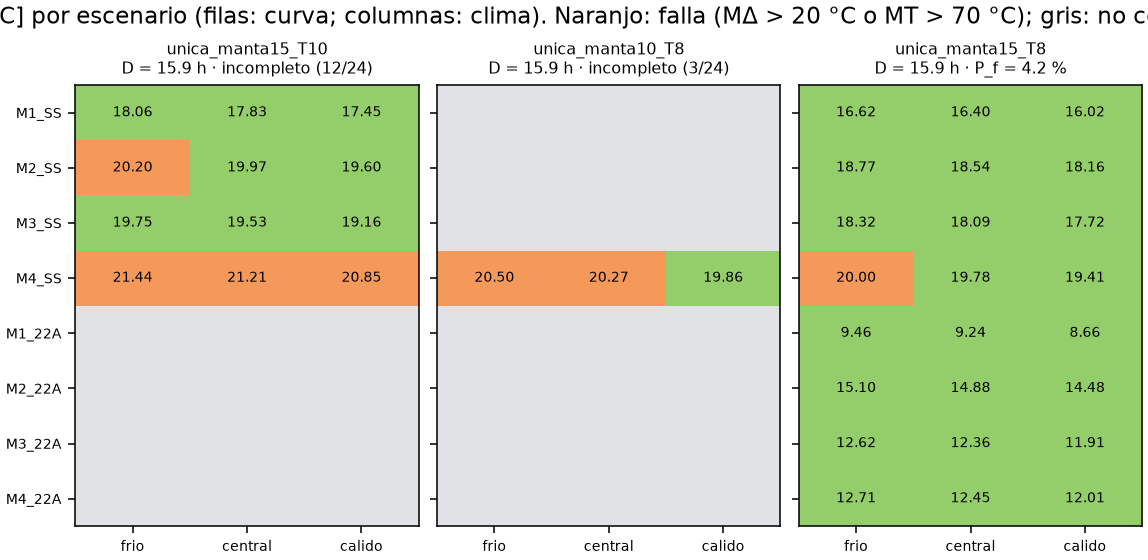 C] por escenario (filas: curva; columnas: clima). Naranjo: falla (MΔ > 20 °C o MT > 70 °C); gris: no c
unica_manta15_T10
D = 15.9 h · incompleto (12/24)
unica_manta10_T8
D = 15.9 h · incompleto (3/24)
unica_manta15_T8
D = 15.9 h · P_f = 4.2 %
M1_SS 18.06 17.83 17.45 16.62 16.40 16.02
M2_SS 20.20 19.97 19.60 18.77 18.54 18.16
M3_SS 19.75 19.53 19.16 18.32 18.09 17.72
M4_SS 21.44 21.21 20.85 20.50 20.27 19.86 20.00 19.78 19.41
M1_22A 9.46 9.24 8.66
M2_22A 15.10 14.88 14.48
M3_22A 12.62 12.36 11.91
M4_22A 12.71 12.45 12.01
frio central calido frio central calido frio central calido